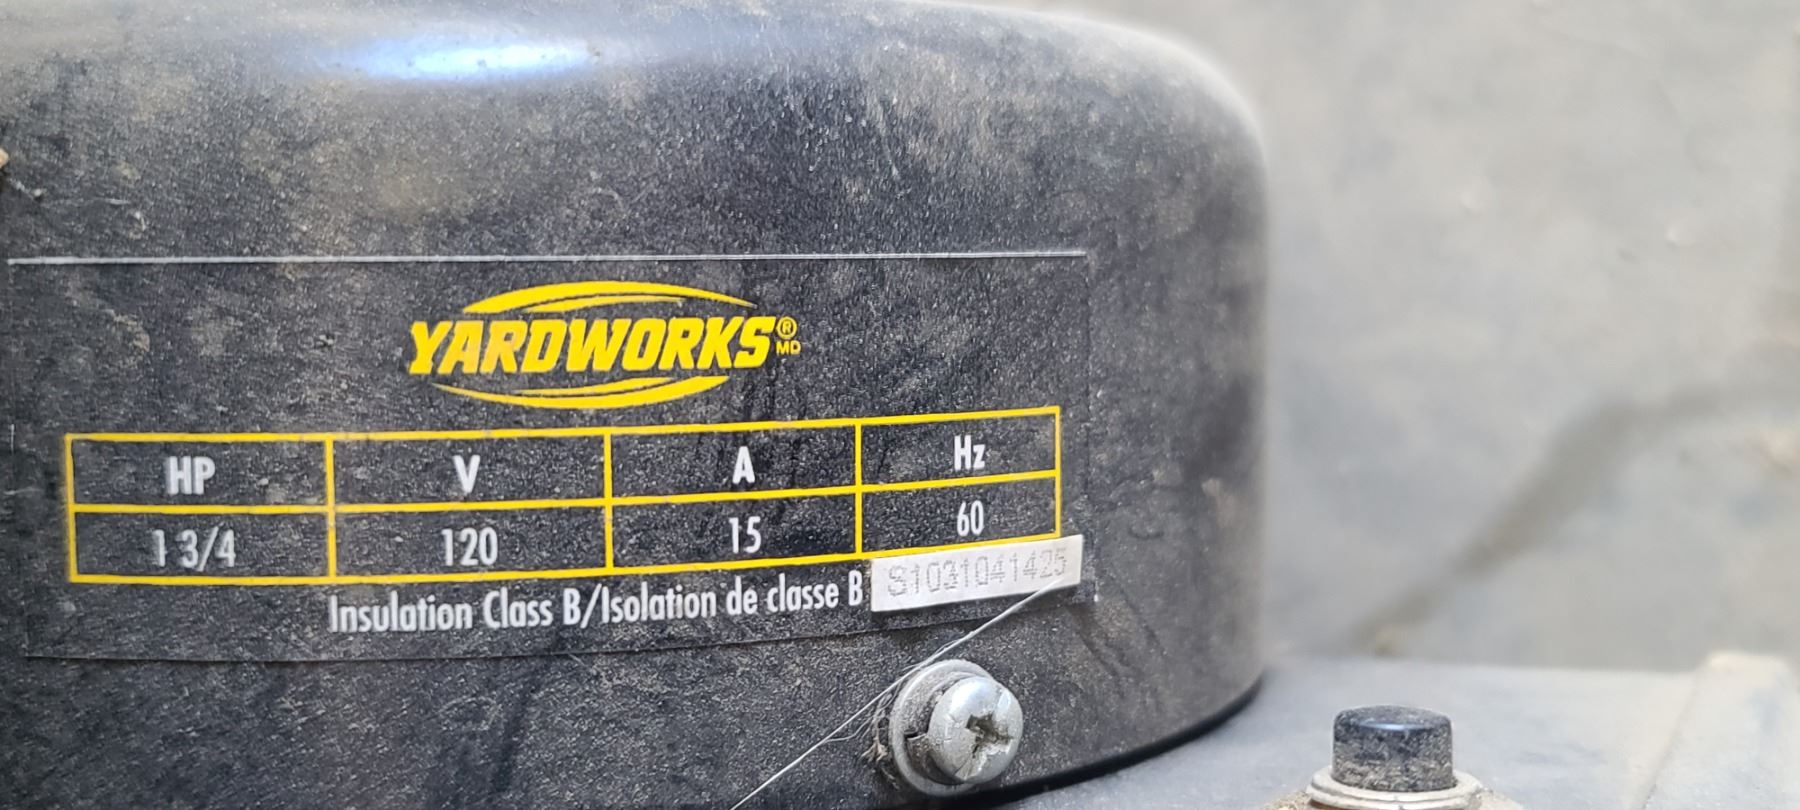 YARDWORKS®
MD
HP V A Hz
1 3/4 120 15 60
Insulation Class B/Isolation de classe B
S1031041425